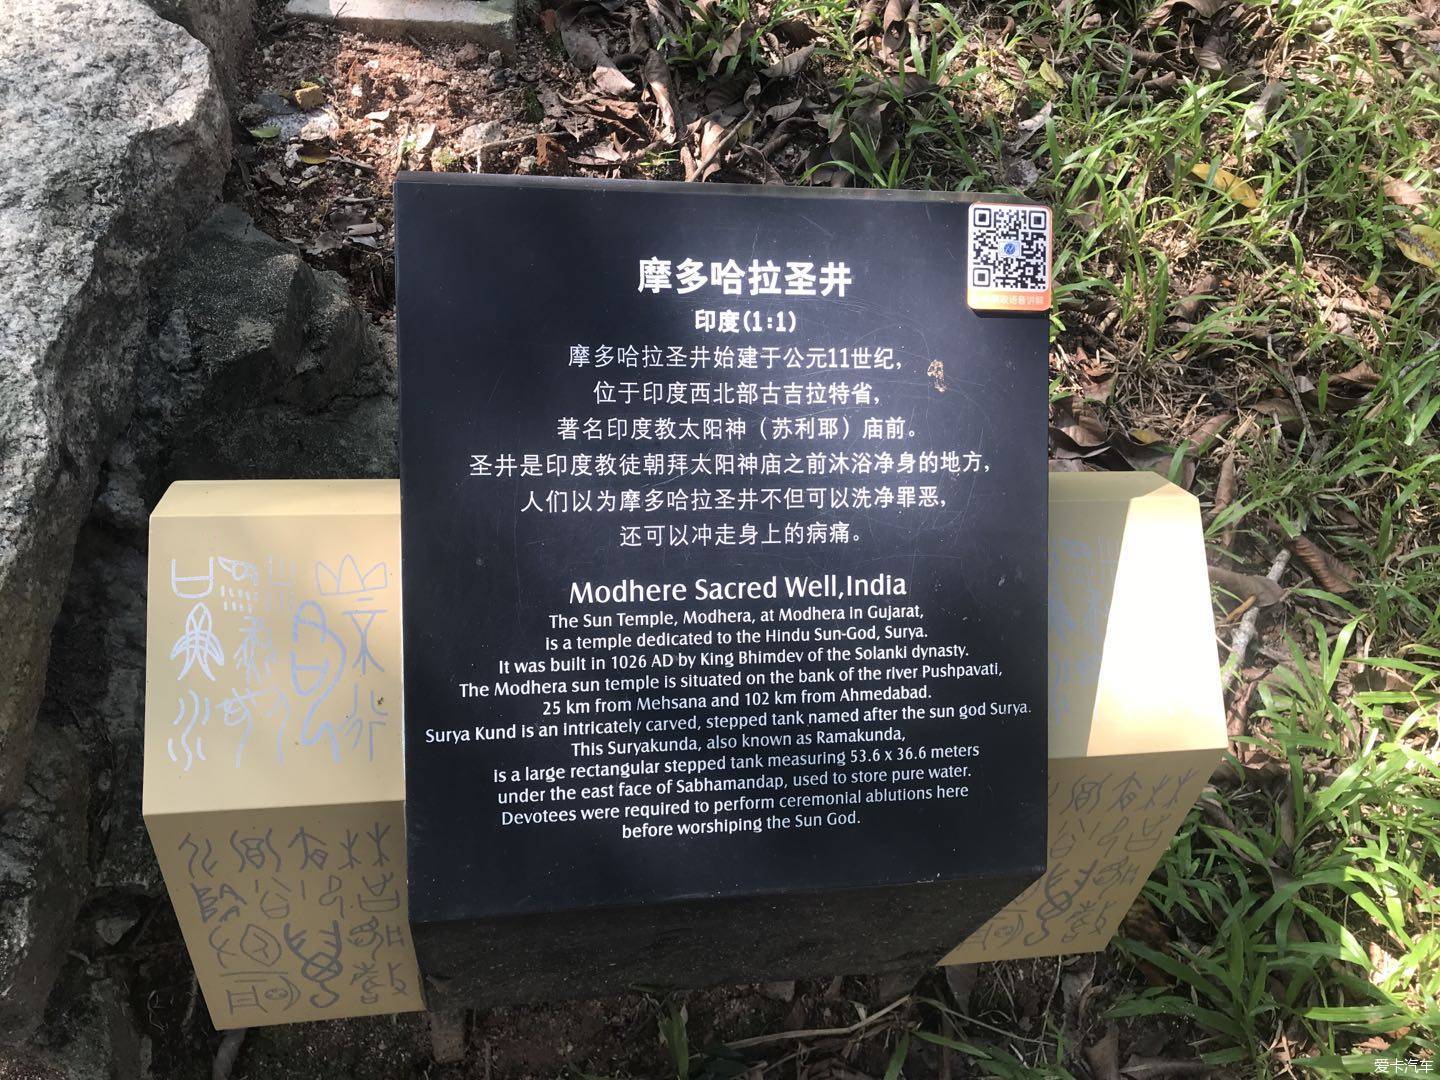 摩多哈拉圣井
印度(1:1)
摩多哈拉圣井始建于公元11世纪,
位于印度西北部古吉拉特省,
著名印度教太阳神（苏利耶）庙前。
圣井是印度教徒朝拜太阳神庙之前沐浴净身的地方,
人们以为摩多哈拉圣井不但可以洗净罪恶,
还可以冲走身上的病痛。
Modhere Sacred Well,India
The Sun Temple, Modhera, at Modhera in Gujarat,
is a temple dedicated to the Hindu Sun-God, Surya.
It was built in 1026 AD by King Bhimdev of the Solanki dynasty.
The Modhera sun temple is situated on the bank of the river Pushpavati,
25 km from Mehsana and 102 km from Ahmedabad.
Surya Kund is an intricately carved, stepped tank named after the sun god Surya.
This Suryakunda, also known as Ramakunda,
is a large rectangular stepped tank measuring 53.6 x 36.6 meters
under the east face of Sabhamandap, used to store pure water.
Devotees were required to perform ceremonial ablutions here
before worshiping the Sun God.
语音讲解
爱卡汽车